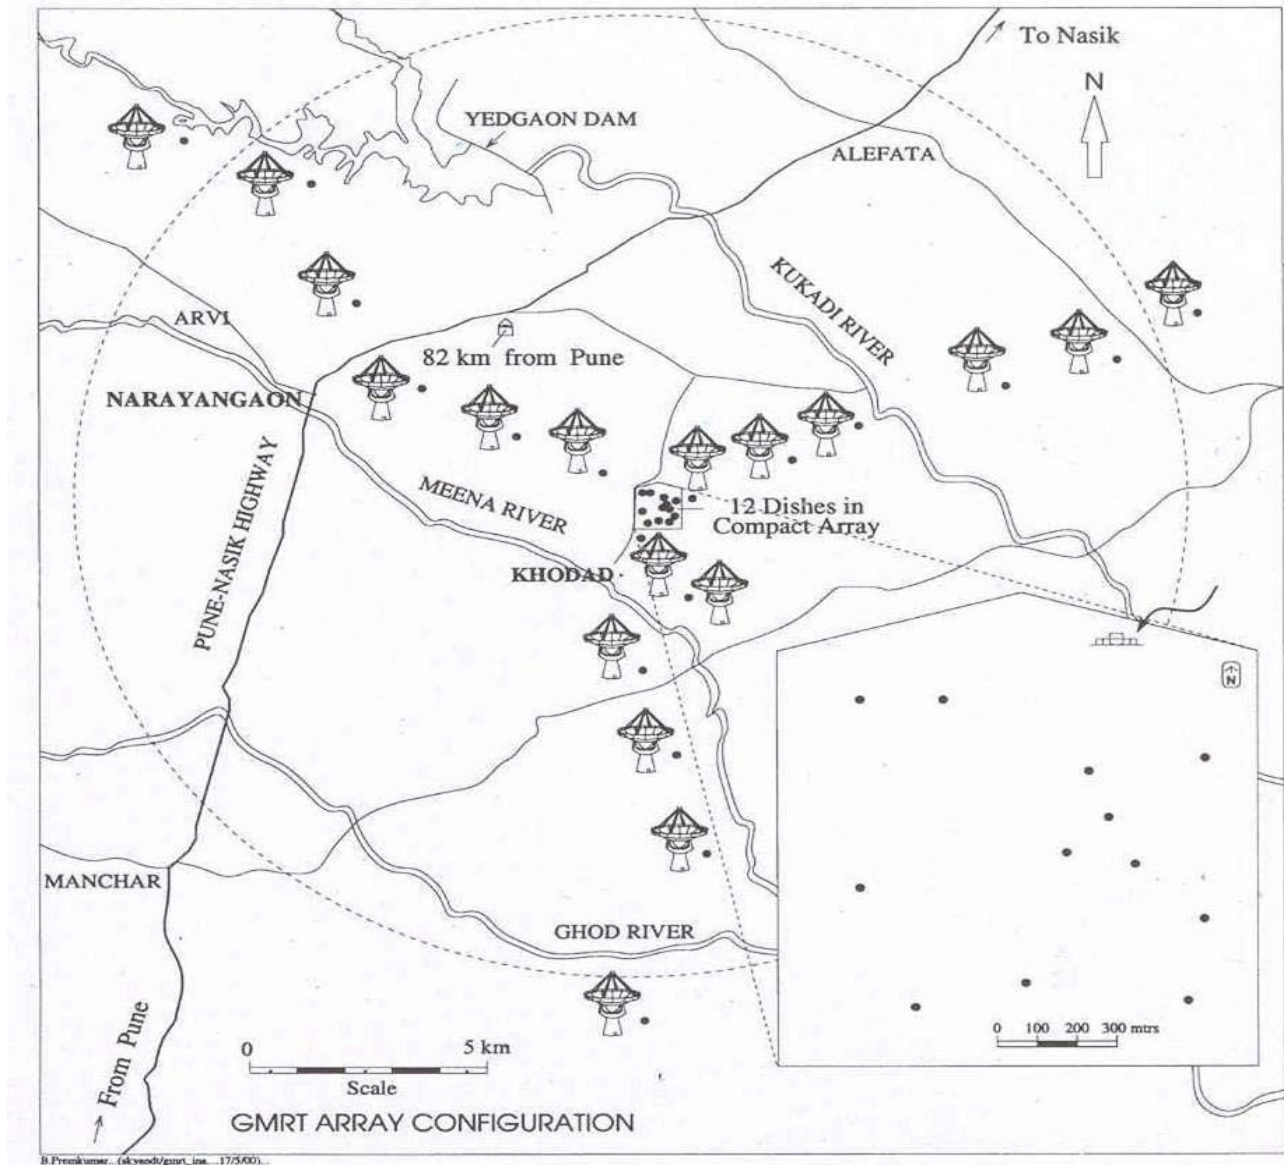 To Nasik
N
YEDGAON DAM
ALEFATA
KUKADI RIVER
ARVI
82 km from Pune
NARAYANGAON
PUNE-NASIK HIGHWAY
MEENA RIVER
12 Dishes in
Compact Array
KHODAD
N
MANCHAR
GHOD RIVER
From Pune
0 100 200 300 mtrs
0 5 km
Scale
GMRT ARRAY CONFIGURATION